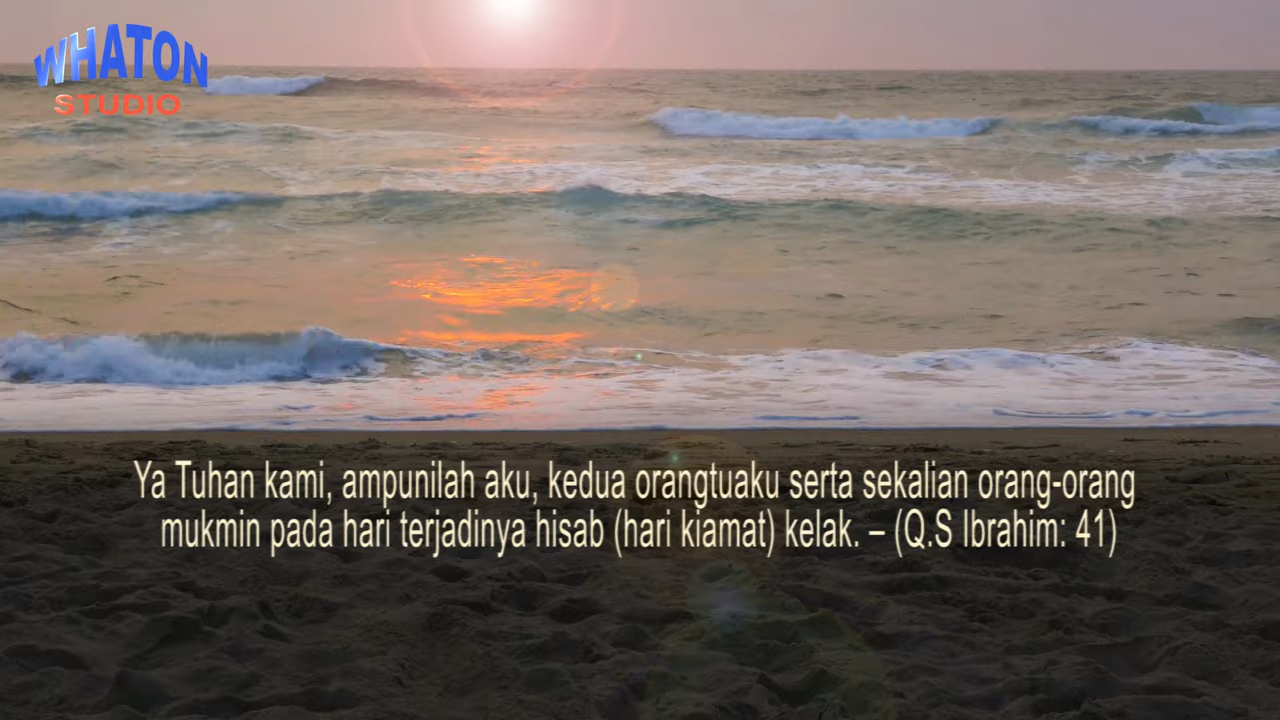 WHATON
STUDIO
Ya Tuhan kami, ampunilah aku, kedua orangtuaku serta sekalian orang-orang
mukmin pada hari terjadinya hisab (hari kiamat) kelak. – (Q.S Ibrahim: 41)